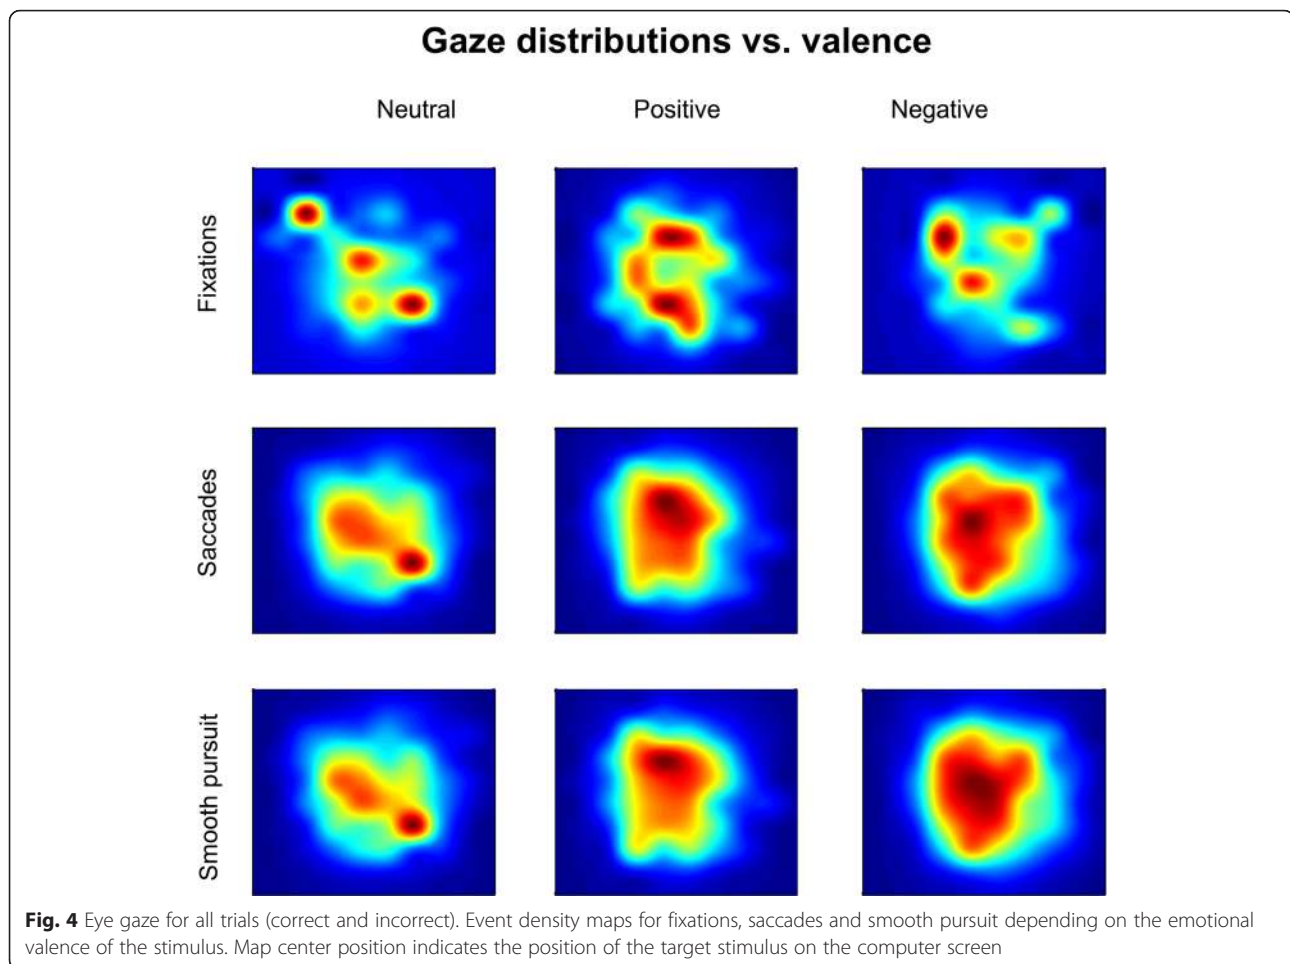 Gaze distributions vs. valence
Neutral Positive Negative
Fixations
Saccades
Smooth pursuit
Fig. 4 Eye gaze for all trials (correct and incorrect). Event density maps for fixations, saccades and smooth pursuit depending on the emotional
valence of the stimulus. Map center position indicates the position of the target stimulus on the computer screen